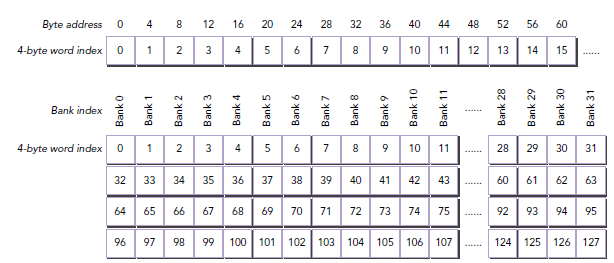 Byte address 0 4 8 12 16 20 24 28 32 36 40 44 48 52 56 60
4-byte word index 0 1 2 3 4 5 6 7 8 9 10 11 12 13 14 15 ......
Bank index Bank 0 Bank 1 Bank 2 Bank 3 Bank 4 Bank 5 Bank 6 Bank 7 Bank 8 Bank 9 Bank 10 Bank 11 ...... Bank 28 Bank 29 Bank 30 Bank 31
4-byte word index 0 1 2 3 4 5 6 7 8 9 10 11 ...... 28 29 30 31
32 33 34 35 36 37 38 39 40 41 42 43 ...... 60 61 62 63
64 65 66 67 68 69 70 71 72 73 74 75 ...... 92 93 94 95
96 97 98 99 100 101 102 103 104 105 106 107 ...... 124 125 126 127